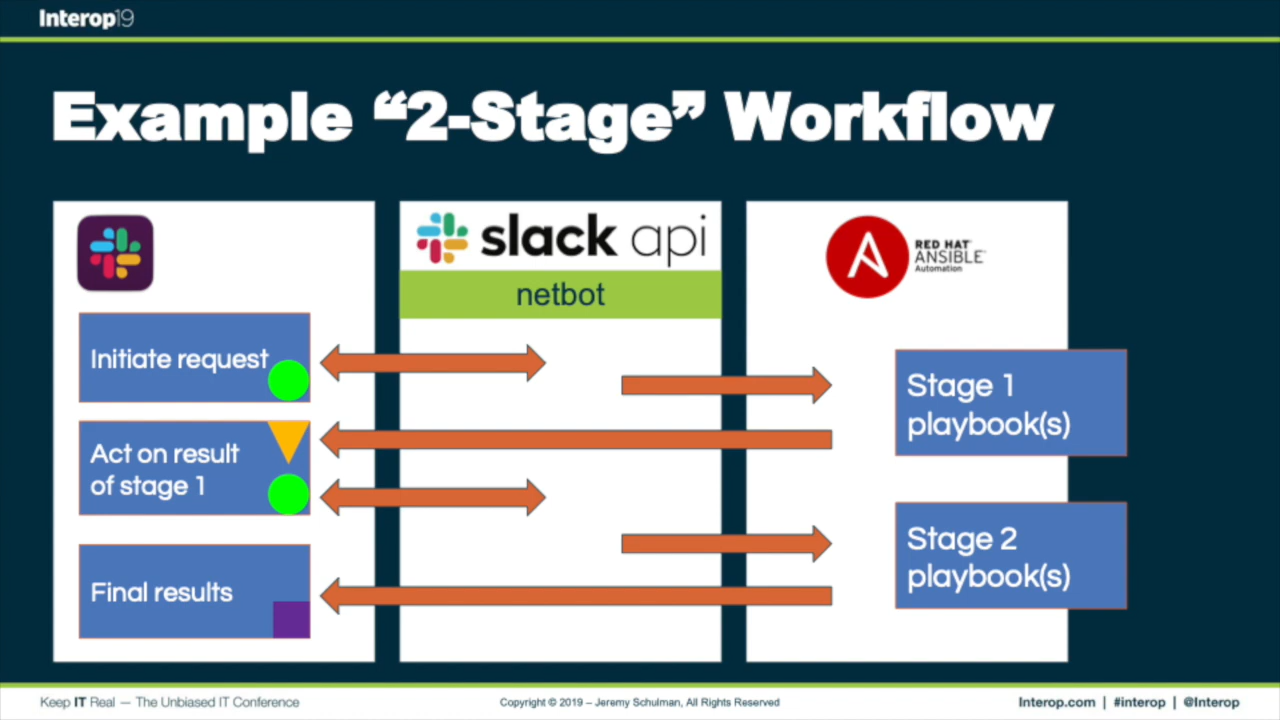 Interop19
Example “2-Stage” Workflow
slack api
netbot
RED HAT
ANSIBLE
Automation
Initiate request
Act on result
of stage 1
Final results
Stage 1
playbook(s)
Stage 2
playbook(s)
Keep IT Real — The Unbiased IT Conference
Copyright © 2019 – Jeremy Schulman, All Rights Reserved
Interop.com | #interop | @Interop